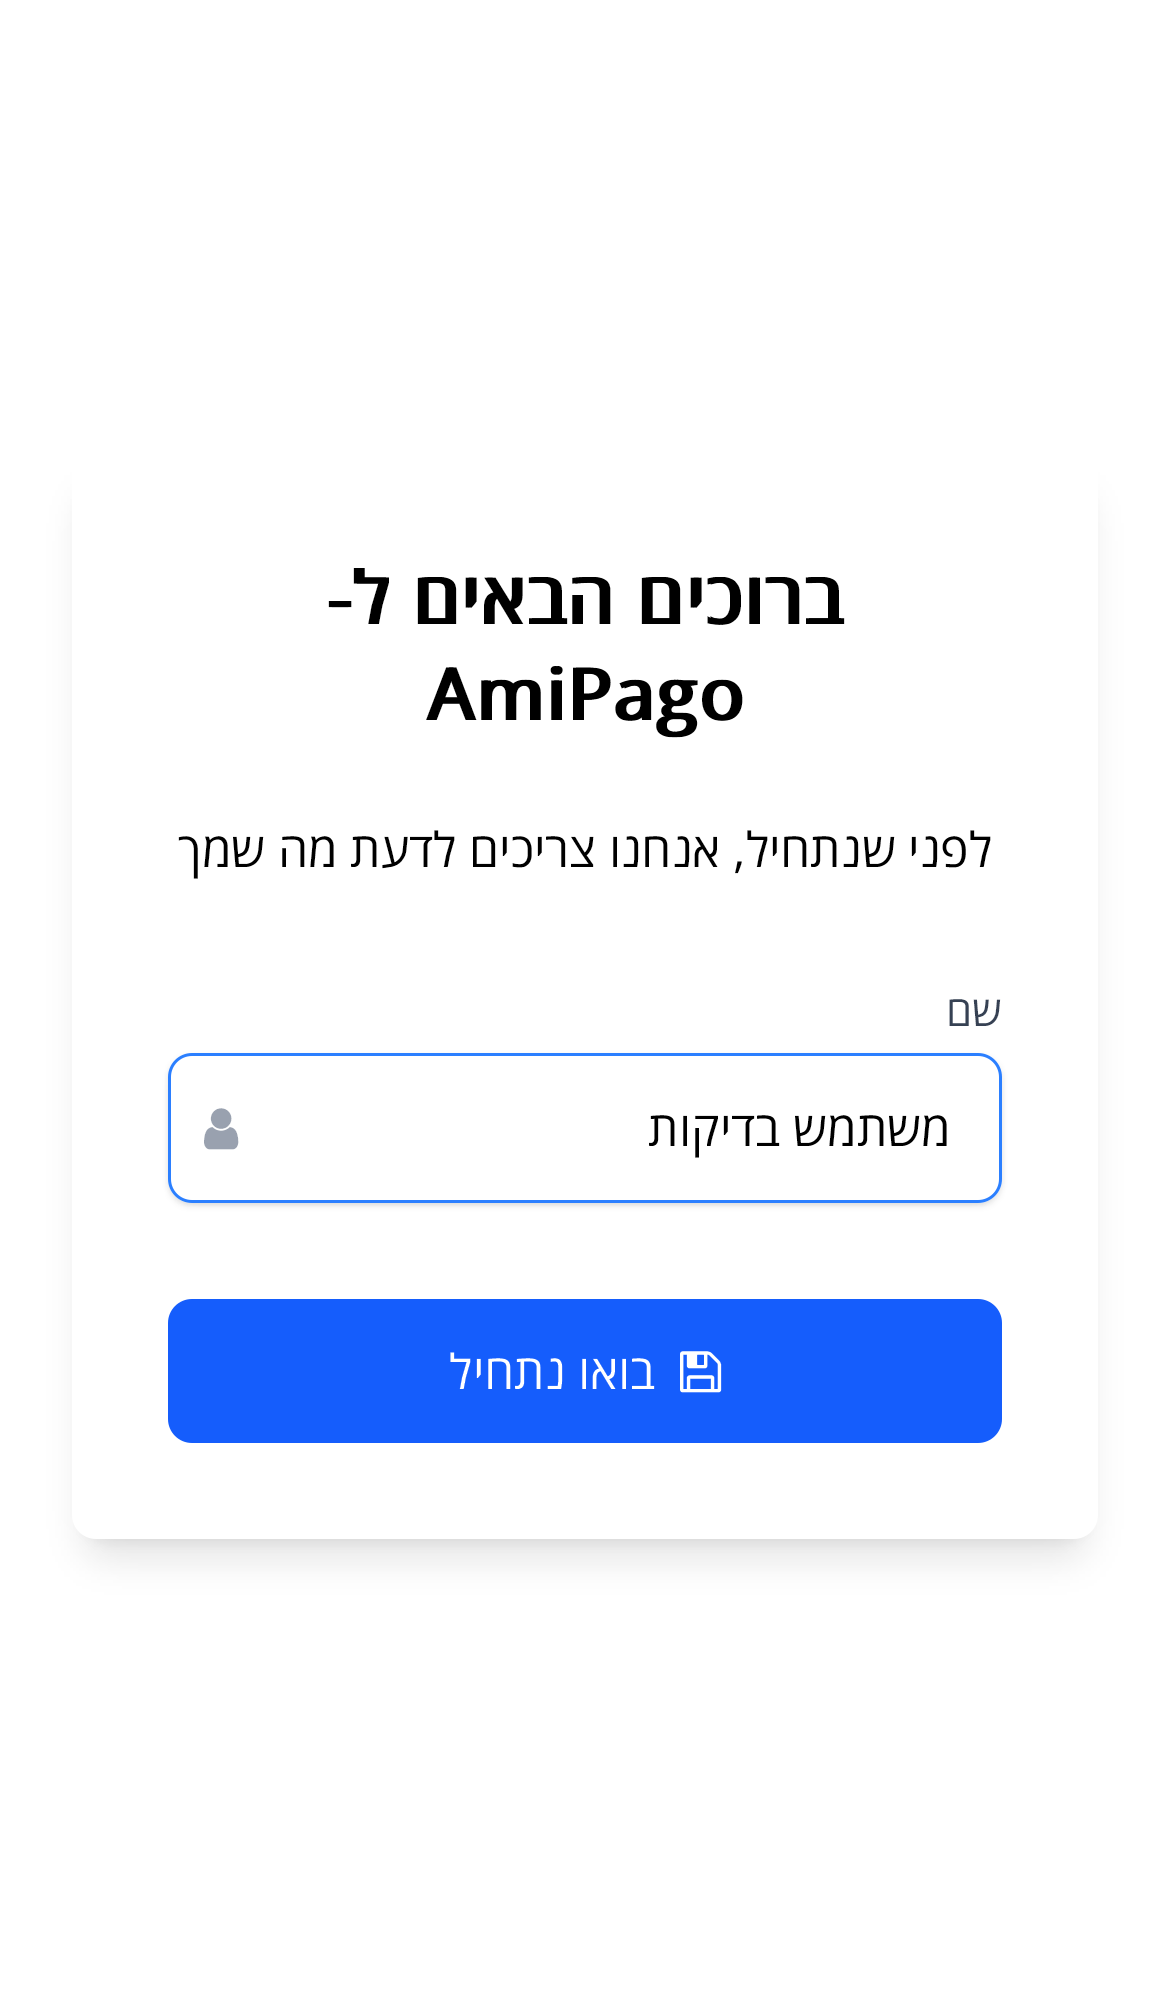 ברוכים הבאים ל-
AmiPago
לפני שנתחיל, אנחנו צריכים לדעת מה שמך
שם
משתמש בדיקות
בואו נתחיל